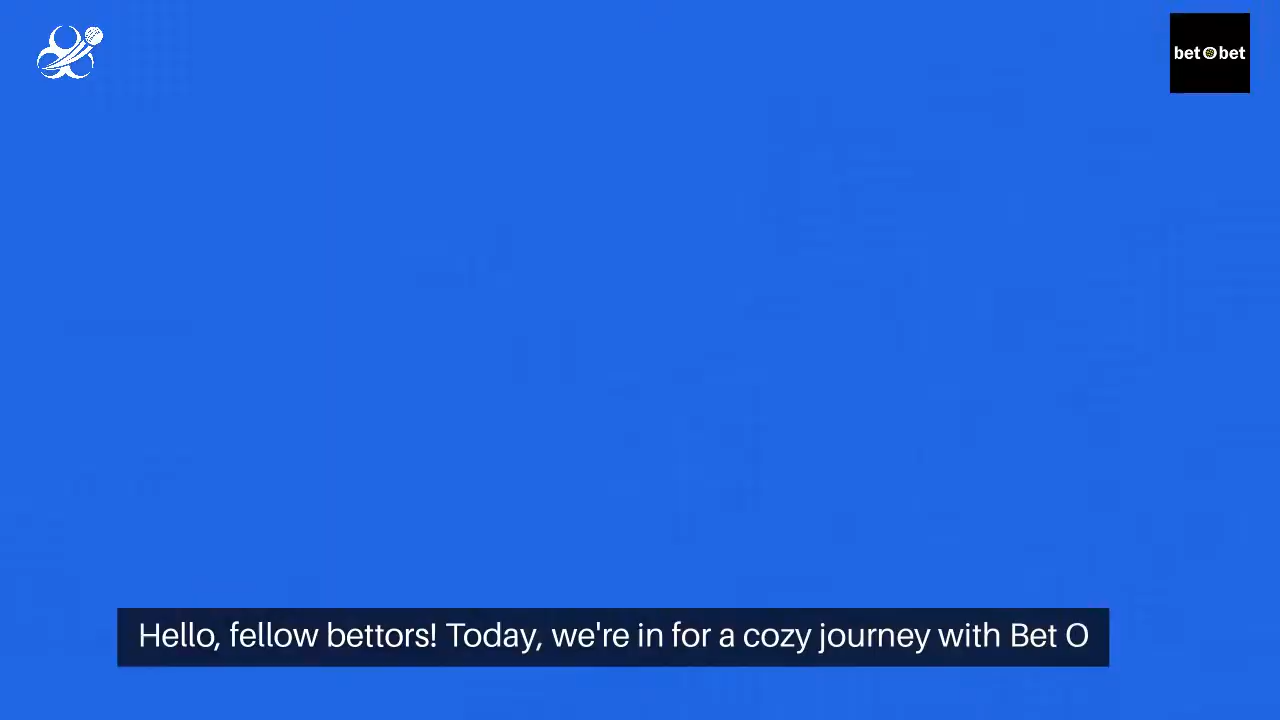 bet O bet
Hello, fellow bettors! Today, we're in for a cozy journey with Bet O